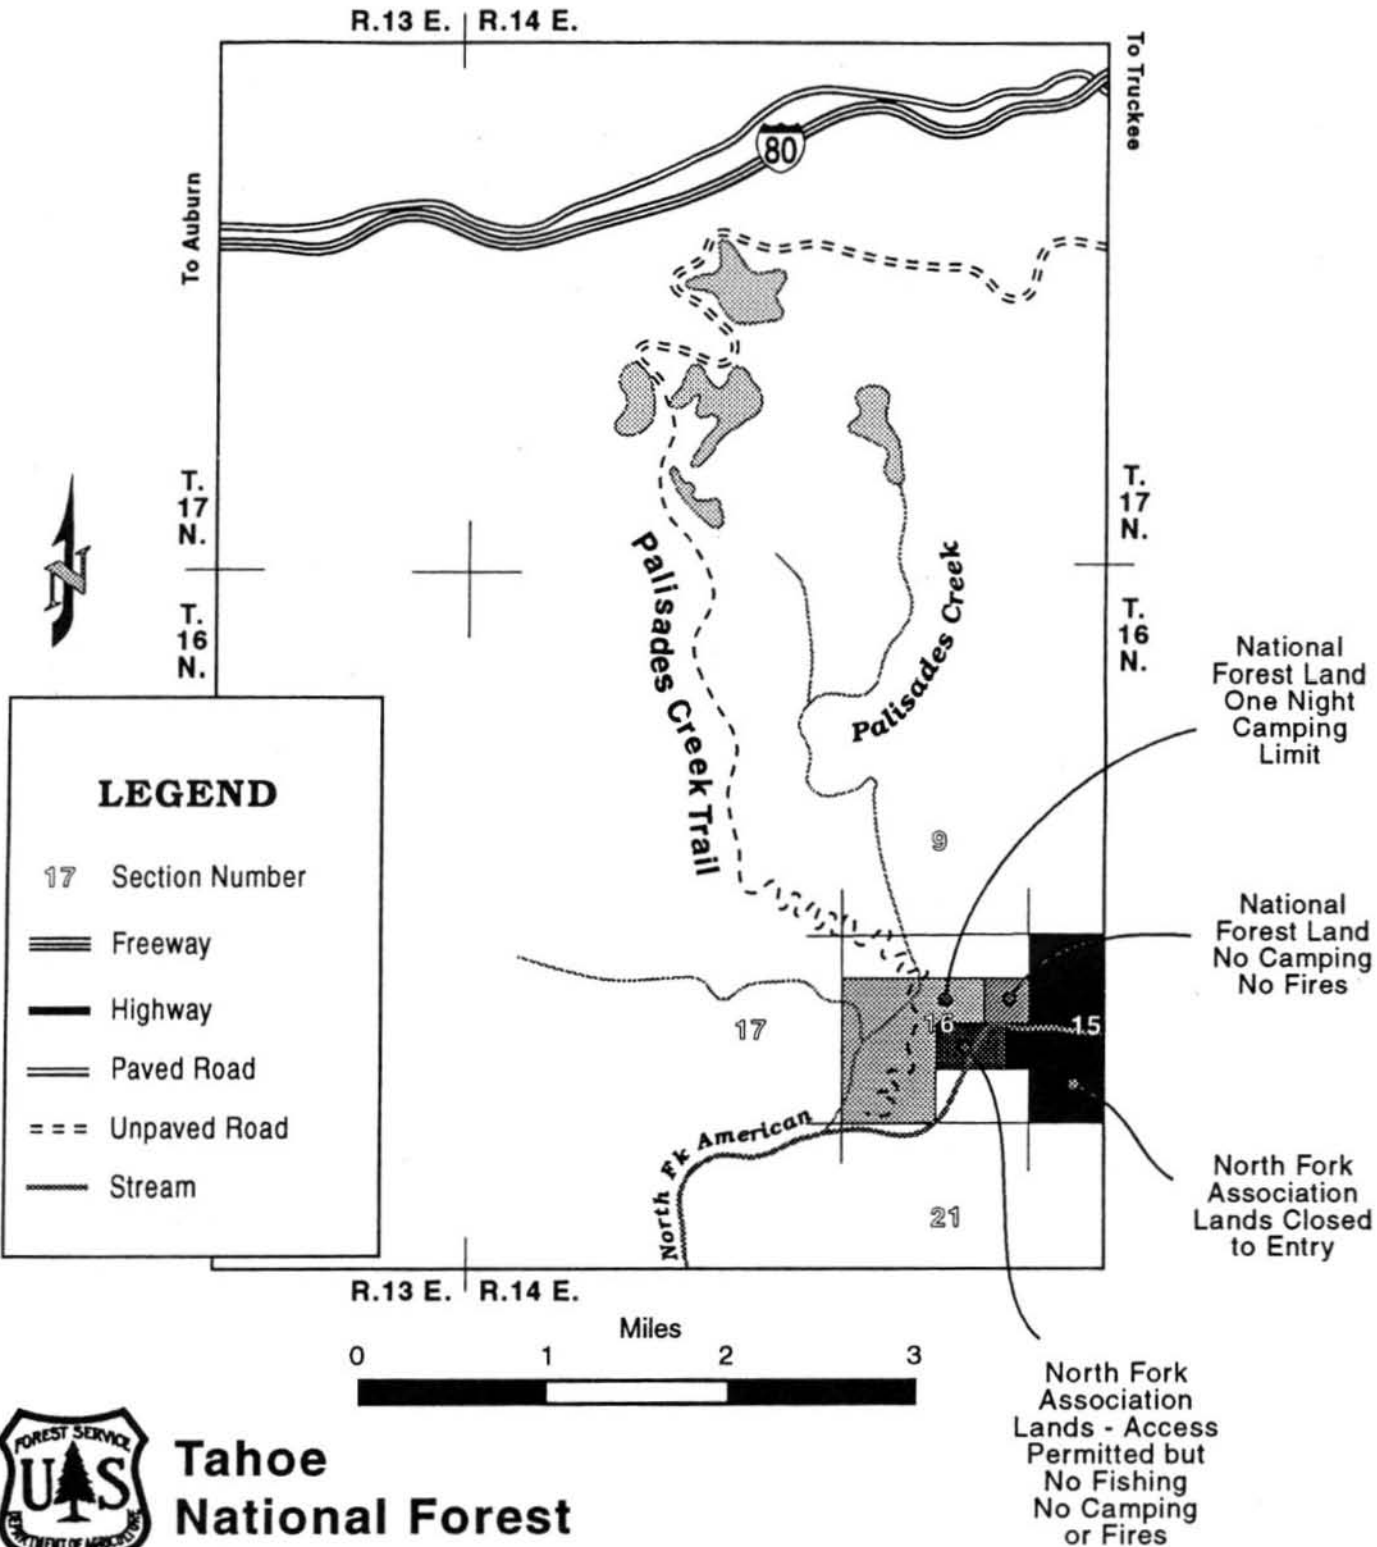 R.13 E. R.14 E.
To Truckee
80
To Auburn
T.
17
N.
T.
17
N.
T.
16
N.
T.
16
N.
Palisades Creek Trail
Palisades Creek
National
Forest Land
One Night
Camping
Limit
LEGEND
17 Section Number
Freeway
Highway
Paved Road
Unpaved Road
Stream
9
National
Forest Land
No Camping
No Fires
17
16
15
North Fk American
21
North Fork
Association
Lands Closed
to Entry
R.13 E. R.14 E.
Miles
0 1 2 3
North Fork
Association
Lands - Access
Permitted but
No Fishing
No Camping
or Fires
FOREST SERVICE
U S
DEPARTMENT OF AGRICULTURE
Tahoe
National Forest
N